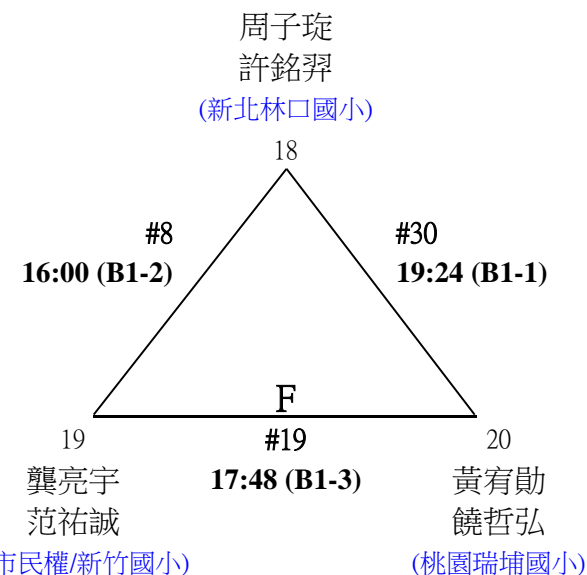 周子琁
許銘羿
(新北林口國小)
18
#8
#30
16:00 (B1-2)
19:24 (B1-1)
F
19
#19
20
龔亮宇
17:48 (B1-3)
黃宥勛
范祐誠
饒哲弘
市民權/新竹國小)
(桃園瑞埔國小)